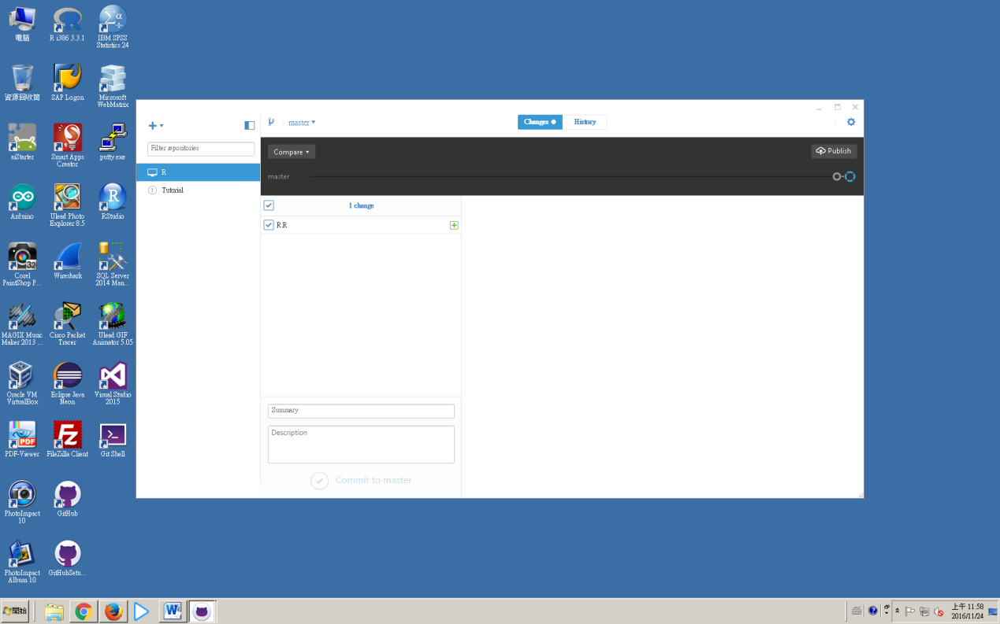 電腦
R i386 3.3.1
IBM SPSS
Statistics 24
資源回收筒
SAP Logon
Microsoft
WebMatrix
aiStarter
Smart Apps
Creator
putty.exe
Arduino
Ulead Photo
Explorer 8.5
RStudio
Corel
PaintShop P...
Wireshark
SQL Server
2014 Man...
MAGIX Music
Maker 2013 ...
Cisco Packet
Tracer
Ulead GIF
Animator 5.05
Oracle VM
VirtualBox
Eclipse Java
Neon
Visual Studio
2015
PDF-Viewer
FileZilla Client
Git Shell
PhotoImpact
10
GitHub
PhotoImpact
Album 10
GitHubSetu...
master
Changes
History
Filter repositories
R
Tutorial
Compare
Publish
master
1 change
R.R
Summary
Description
Commit to master
開始
上午 11:58
2016/11/24